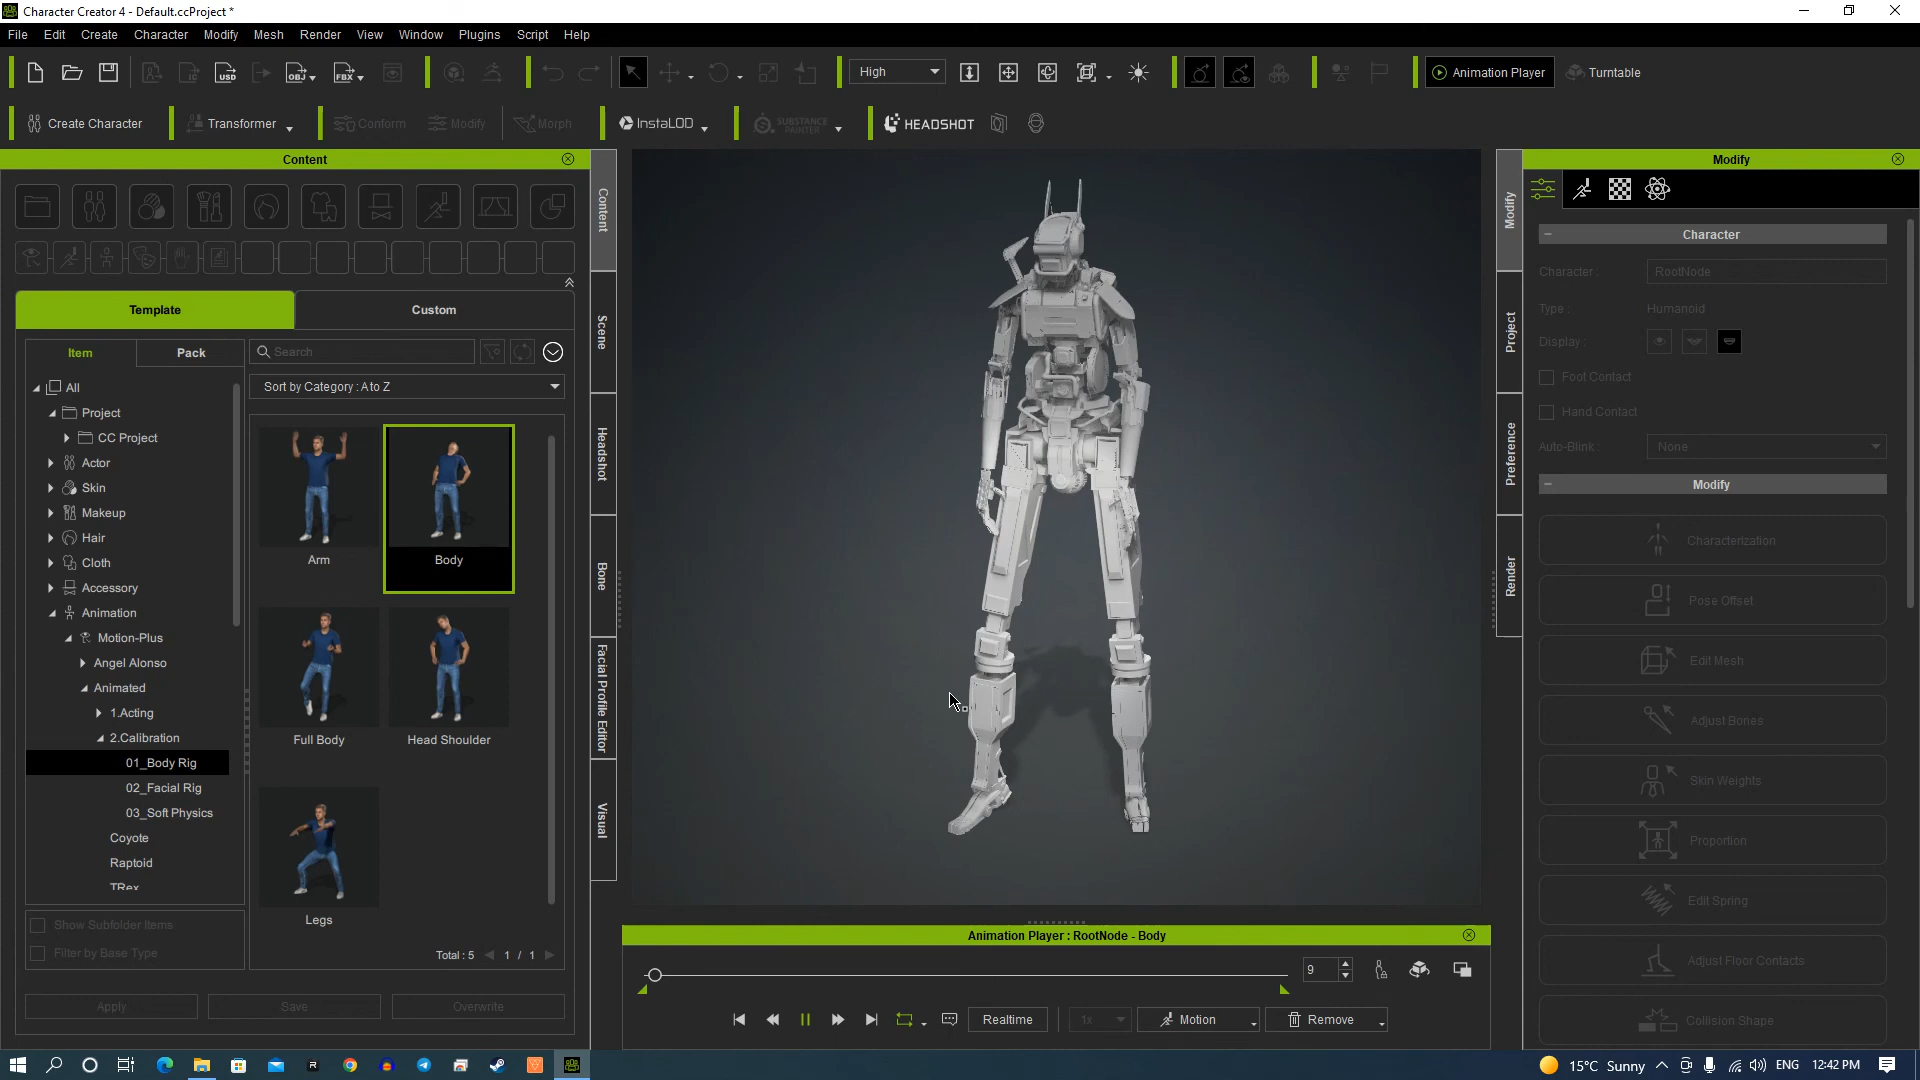 Character Creator 4 - Default.ccProject *
File Edit Create Character Modify Mesh Render View Window Plugins Script Help
USD OBJ FBX High Animation Player Turntable
Create Character Transformer Conform Modify Morph InstaLOD SUBSTANCE PAINTER HEADSHOT
Content
Template Custom
Item Pack
Search
Sort by Category : A to Z
All
Project
CC Project
Actor
Skin
Makeup
Hair
Cloth
Accessory
Animation
Motion-Plus
Angel Alonso
Animated
1.Acting
2.Calibration
01_Body Rig
02_Facial Rig
03_Soft Physics
Coyote
Raptoid
TRex
Show Subfolder Items
Filter by Base Type
Arm
Body
Full Body
Head Shoulder
Legs
Total : 5 1 / 1
Apply Save Overwrite
Content
Scene
Headshot
Bone
Facial Profile Editor
Visual
Animation Player : RootNode - Body
9
Realtime 1x Motion Remove
Modify
Project
Preference
Render
Modify
Character
Character : RootNode
Type : Humanoid
Display :
Foot Contact
Hand Contact
Auto-Blink : None
Modify
Characterization
Pose Offset
Edit Mesh
Adjust Bones
Skin Weights
Proportion
Edit Spring
Adjust Floor Contacts
Collision Shape
15°C Sunny ENG 12:42 PM